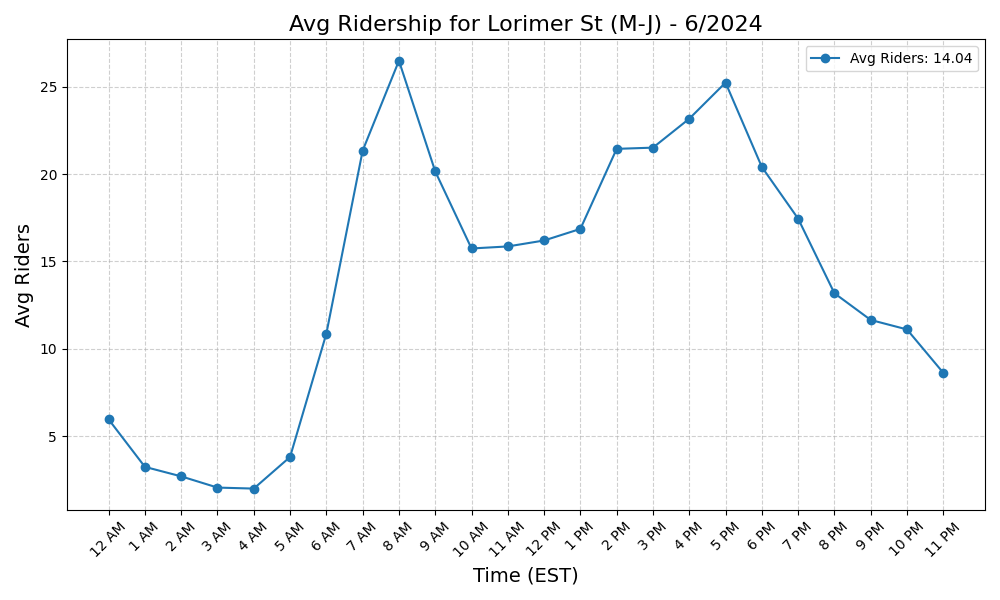 Avg Ridership for Lorimer St (M-J) - 6/2024
Avg Riders: 14.04
Avg Riders
25
20
15
10
5
12 AM
1 AM
2 AM
3 AM
4 AM
5 AM
6 AM
7 AM
8 AM
9 AM
10 AM
11 AM
12 PM
1 PM
2 PM
3 PM
4 PM
5 PM
6 PM
7 PM
8 PM
9 PM
10 PM
11 PM
Time (EST)